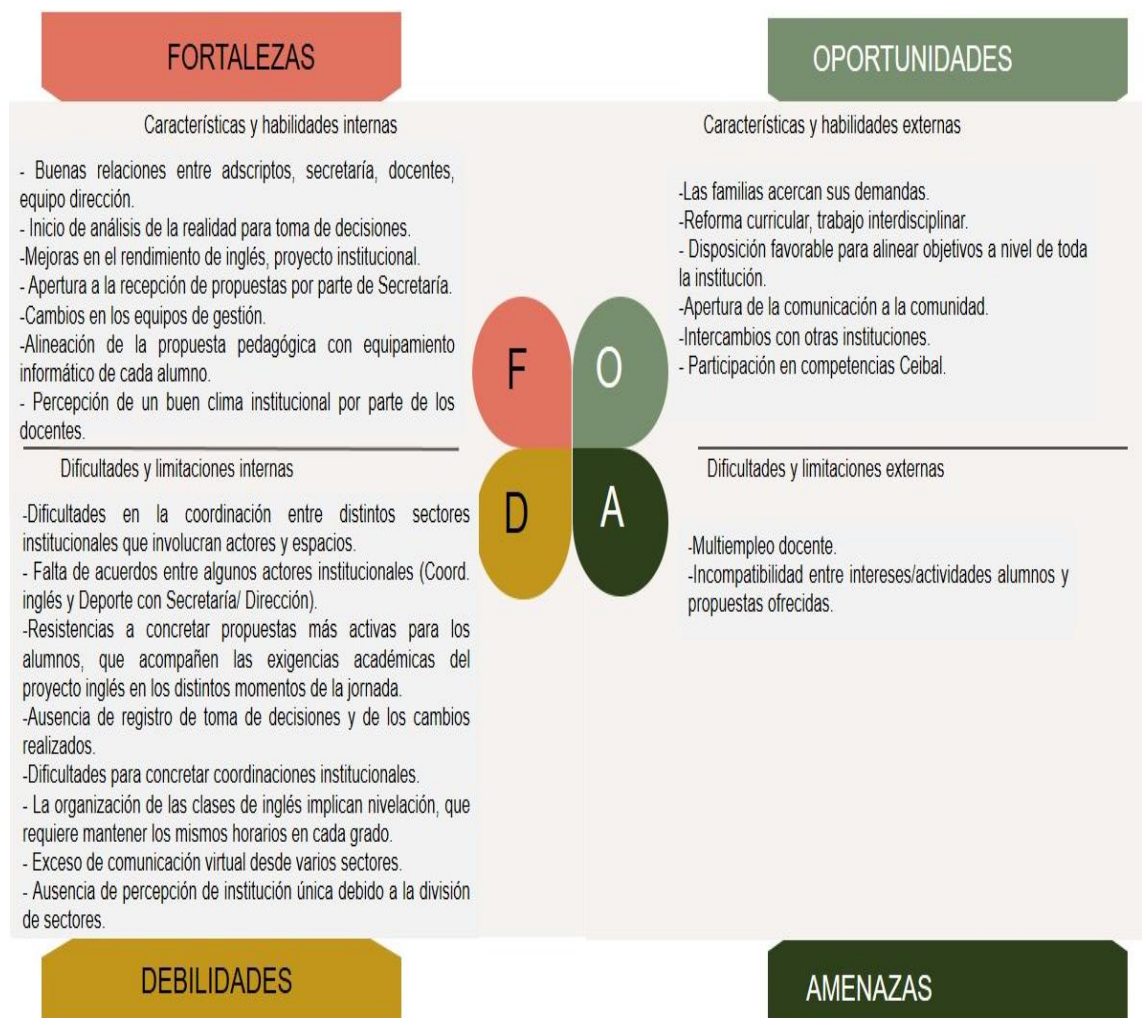 FORTALEZAS
Características y habilidades internas
- Buenas relaciones entre adscriptos, secretaría, docentes,
equipo dirección.
- Inicio de análisis de la realidad para toma de decisiones.
-Mejoras en el rendimiento de inglés, proyecto institucional.
- Apertura a la recepción de propuestas por parte de Secretaría.
-Cambios en los equipos de gestión.
-Alineación de la propuesta pedagógica con equipamiento
informático de cada alumno.
- Percepción de un buen clima institucional por parte de los
docentes.
OPORTUNIDADES
Características y habilidades externas
-Las familias acercan sus demandas.
-Reforma curricular, trabajo interdisciplinar.
- Disposición favorable para alinear objetivos a nivel de toda
la institución.
-Apertura de la comunicación a la comunidad.
-Intercambios con otras instituciones.
- Participación en competencias Ceibal.
F
O
D
A
Dificultades y limitaciones internas
-Dificultades en la coordinación entre distintos sectores
institucionales que involucran actores y espacios.
- Falta de acuerdos entre algunos actores institucionales (Coord.
inglés y Deporte con Secretaría/ Dirección).
-Resistencias a concretar propuestas más activas para los
alumnos, que acompañen las exigencias académicas del
proyecto inglés en los distintos momentos de la jornada.
-Ausencia de registro de toma de decisiones y de los cambios
realizados.
-Dificultades para concretar coordinaciones institucionales.
- La organización de las clases de inglés implican nivelación, que
requiere mantener los mismos horarios en cada grado.
- Exceso de comunicación virtual desde varios sectores.
- Ausencia de percepción de institución única debido a la división
de sectores.
DEBILIDADES
Dificultades y limitaciones externas
-Multiempleo docente.
-Incompatibilidad entre intereses/actividades alumnos y
propuestas ofrecidas.
AMENAZAS